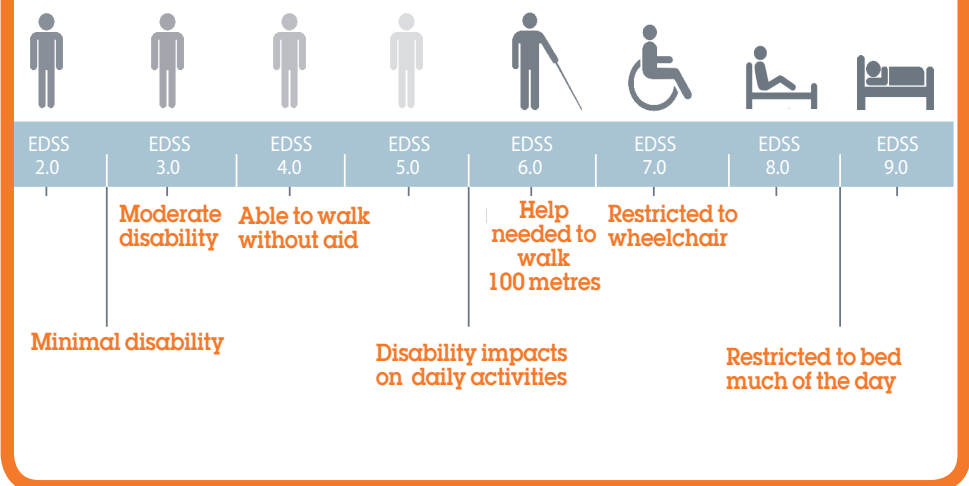 EDSS
2.0
EDSS
3.0
EDSS
4.0
EDSS
5.0
EDSS
6.0
EDSS
7.0
EDSS
8.0
EDSS
9.0
Moderate
disability
Able to walk
without aid
Help
needed to
walk
100 metres
Restricted to
wheelchair
Minimal disability
Disability impacts
on daily activities
Restricted to bed
much of the day